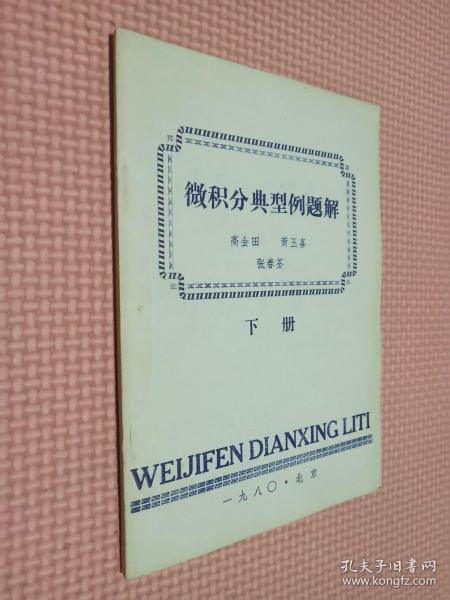 微积分典型例题解
高金田 黄玉喜
张春荃
下 册
WEIJIFEN DIANXING LITI
一九八〇·北京
孔夫子旧书网
www.kongfz.com